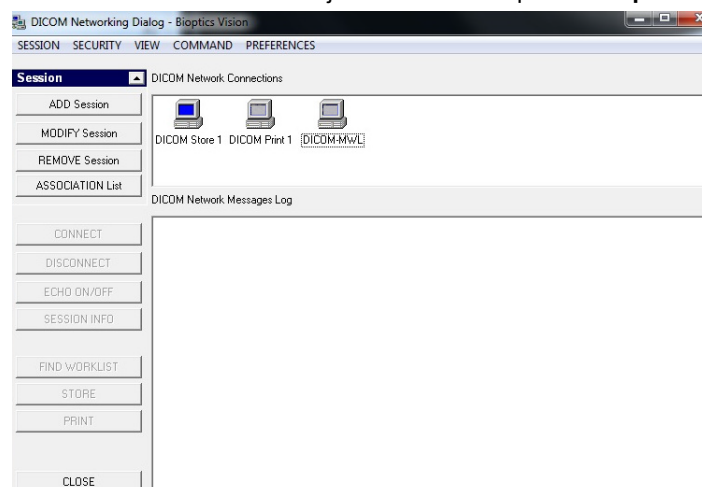 DICOM Networking Dialog - Bioptics Vision
SESSION SECURITY VIEW COMMAND PREFERENCES
Session
DICOM Network Connections
ADD Session
MODIFY Session
REMOVE Session
ASSOCIATION List
DICOM Store 1 DICOM Print 1 DICOM-MWL
DICOM Network Messages Log
CONNECT
DISCONNECT
ECHO ON/OFF
SESSION INFO
FIND WORKLIST
STORE
PRINT
CLOSE